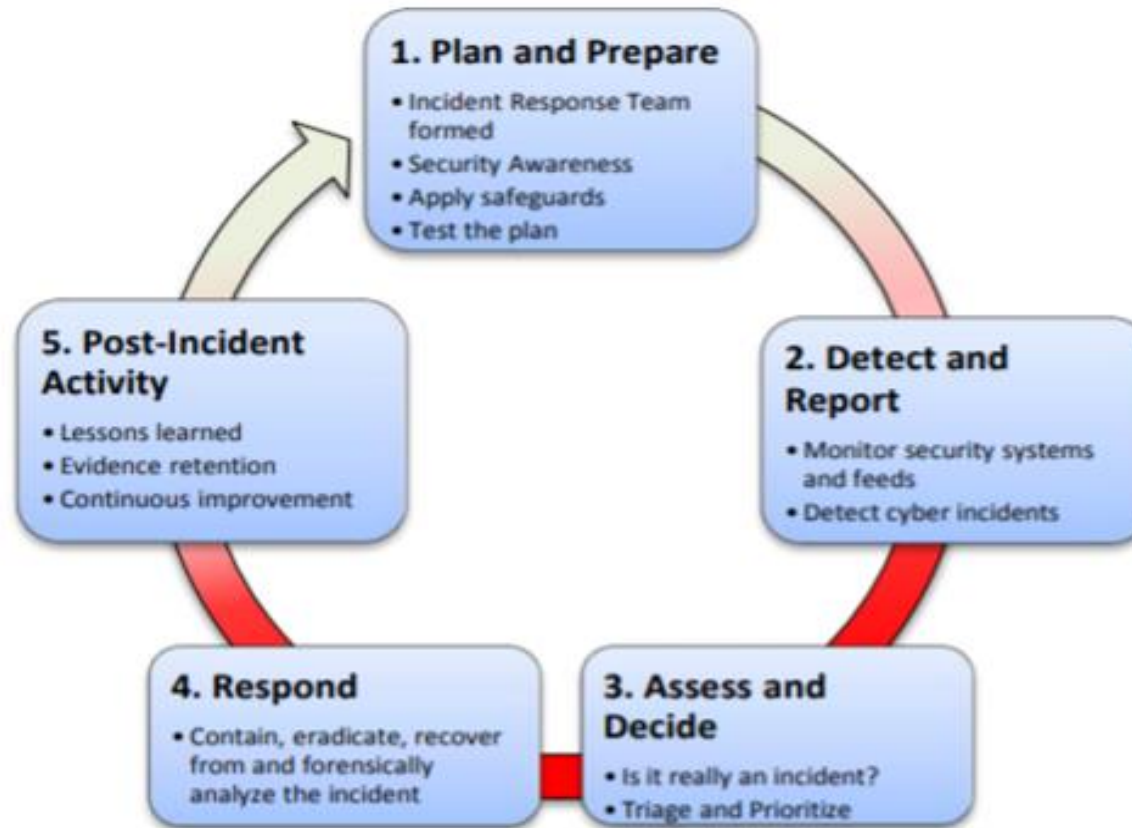 1. Plan and Prepare
• Incident Response Team
formed
• Security Awareness
• Apply safeguards
• Test the plan
2. Detect and
Report
• Monitor security systems
and feeds
• Detect cyber incidents
3. Assess and
Decide
• Is it really an incident?
• Triage and Prioritize
4. Respond
• Contain, eradicate, recover
from and forensically
analyze the incident
5. Post-Incident
Activity
• Lessons learned
• Evidence retention
• Continuous improvement